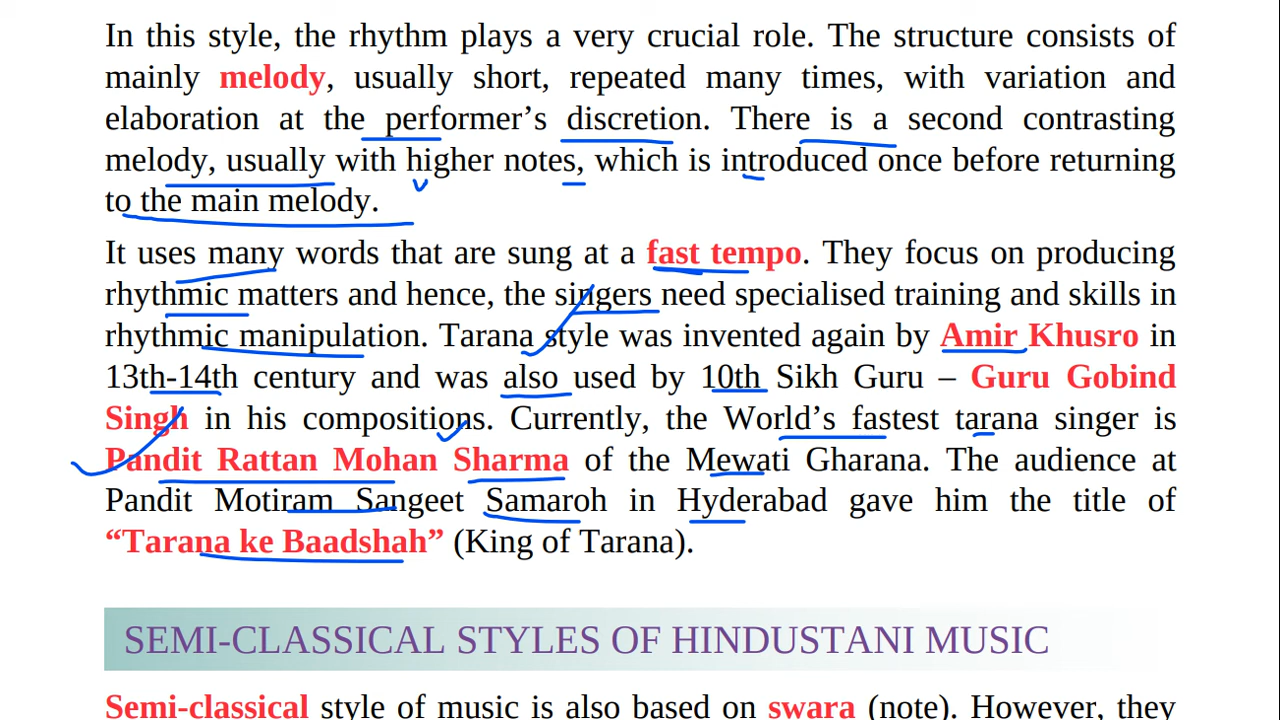 In this style, the rhythm plays a very crucial role. The structure consists of
mainly melody, usually short, repeated many times, with variation and
elaboration at the performer’s discretion. There is a second contrasting
melody, usually with higher notes, which is introduced once before returning
to the main melody.
It uses many words that are sung at a fast tempo. They focus on producing
rhythmic matters and hence, the singers need specialised training and skills in
rhythmic manipulation. Tarana style was invented again by Amir Khusro in
13th-14th century and was also used by 10th Sikh Guru – Guru Gobind
Singh in his compositions. Currently, the World’s fastest tarana singer is
Pandit Rattan Mohan Sharma of the Mewati Gharana. The audience at
Pandit Motiram Sangeet Samaroh in Hyderabad gave him the title of
“Tarana ke Baadshah” (King of Tarana).
SEMI-CLASSICAL STYLES OF HINDUSTANI MUSIC
Semi-classical style of music is also based on swara (note). However, they